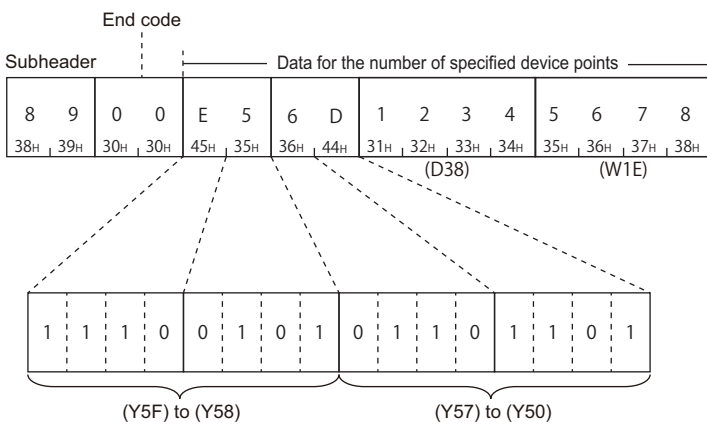 End code
Subheader
Data for the number of specified device points
8 9 0 0 E 5 6 D 1 2 3 4 5 6 7 8
38H 39H 30H 30H 45H 35H 36H 44H 31H 32H 33H 34H 35H 36H 37H 38H
(D38) (W1E)
1 1 1 0 0 1 0 1 0 1 1 0 1 1 0 1
(Y5F) to (Y58) (Y57) to (Y50)